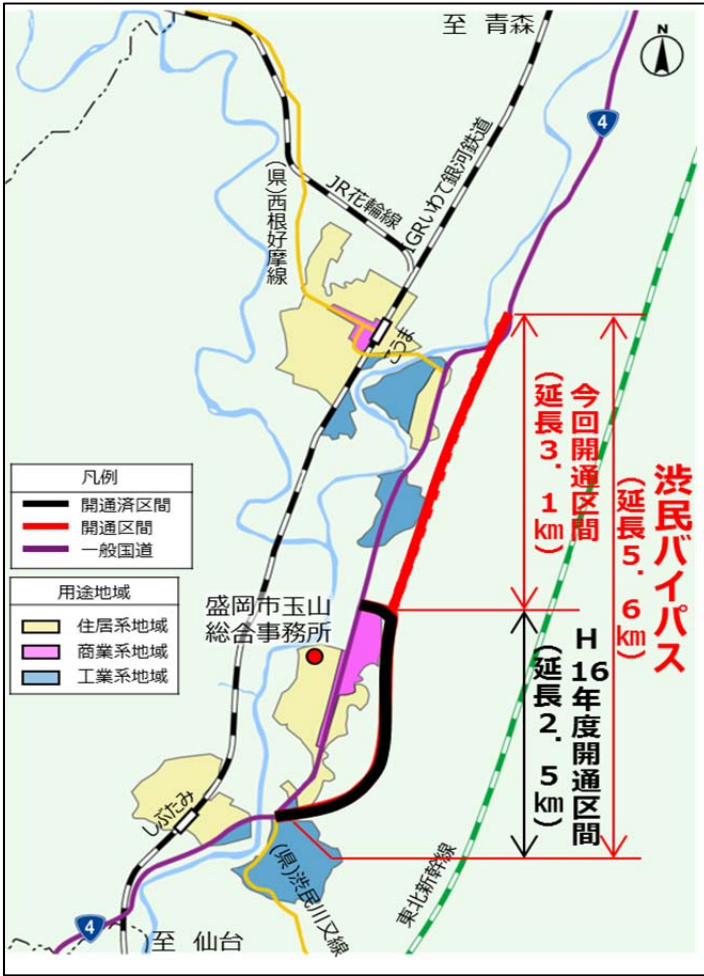 至 青森
N
4
(県)西根好摩線
JR花輪線
IGRいわて銀河鉄道
こうま
今回開通区間
(延長3.1km)
渋民バイパス
(延長5.6km)
凡例
開通済区間
開通区間
一般国道
用途地域
住居系地域
商業系地域
工業系地域
盛岡市玉山
総合事務所
H16年度開通区間
(延長2.5km)
しぶたみ
(県)渋民川又線
東北新幹線
4
至 仙台